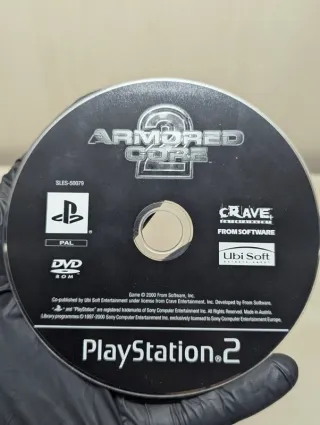 ARMORED
CORE
2
SLES-50079
CRAVE
ENTERTAINMENT
FROM SOFTWARE
PAL
Ubi Soft
ENTERTAINMENT
DVD
ROM
Game © 2000 From Software, Inc.
Co-published by Ubi Soft Entertainment under license from Crave Entertainment, Inc. Developed by From Software.
and "PlayStation" are registered trademarks of Sony Computer Entertainment Inc. All Rights Reserved. Made in Austria.
Library programmes © 1997-2000 Sony Computer Entertainment Inc. exclusively licensed to Sony Computer Entertainment Europe.
PlayStation®2